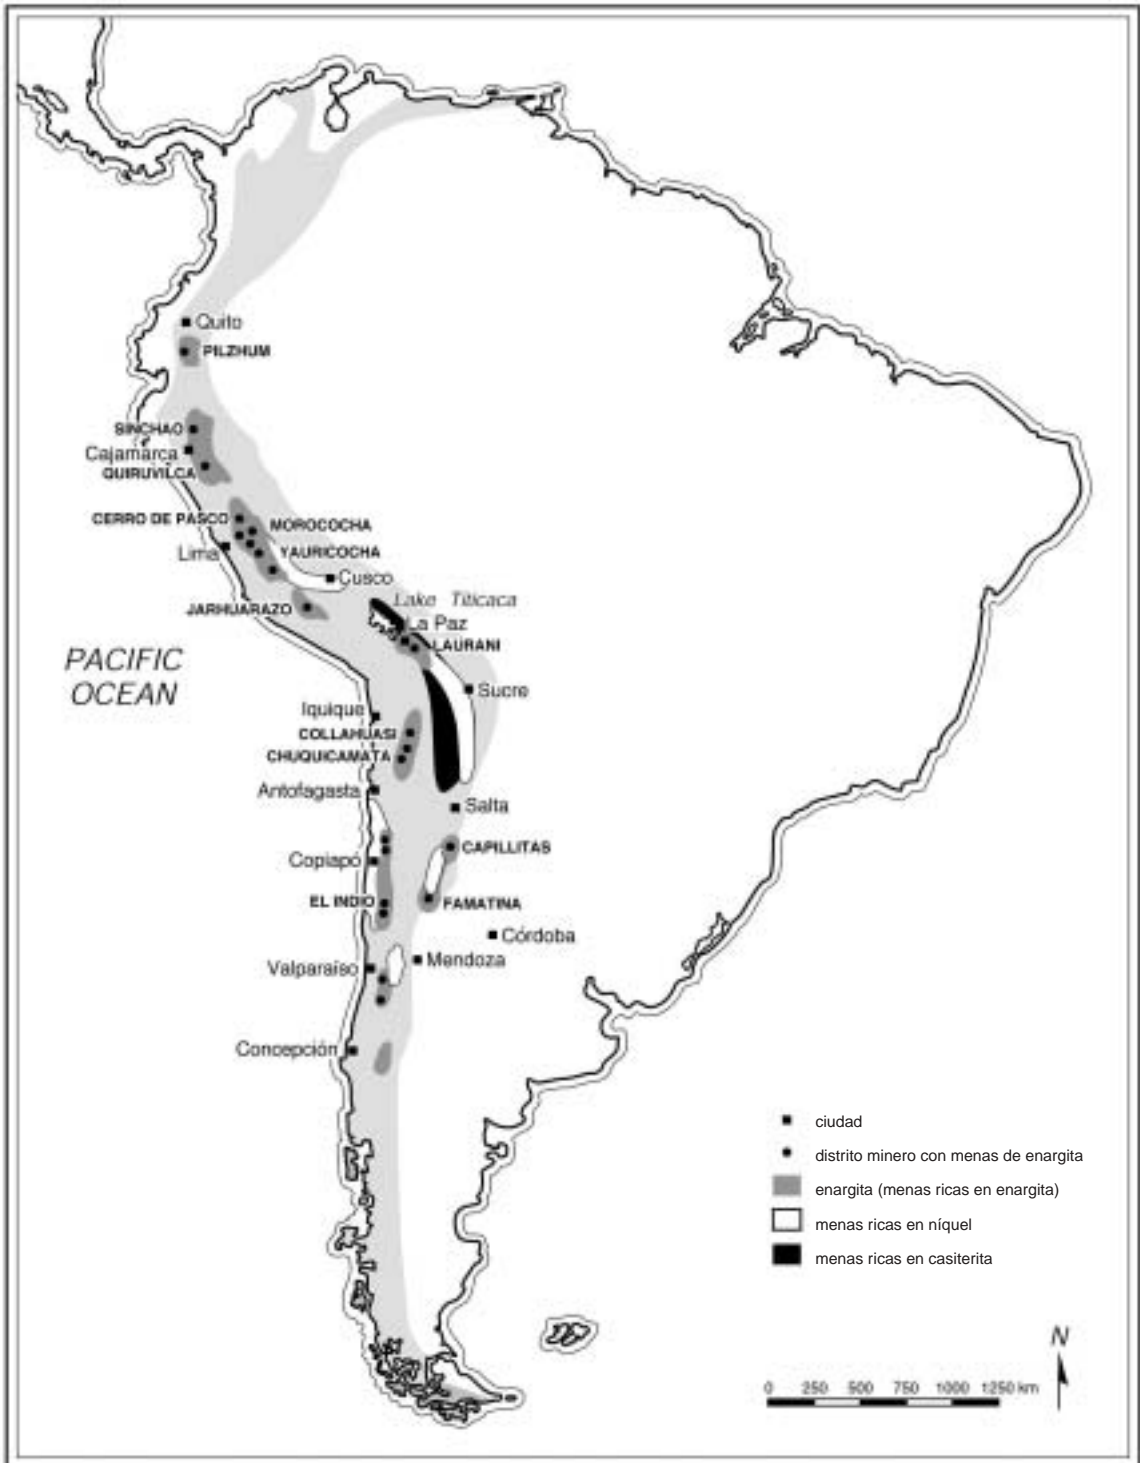 Quito
PILZHUM
SINCHAO
Cajamarca
QUIRUVILCA
CERRO DE PASCO
MOROCOCHA
Lima
YAURICOCHA
Cusco
JARHUARAZO
Lake Titicaca
La Paz
LAURANI
PACIFIC
OCEAN
Sucre
Iquique
COLLAHUASI
CHUQUICAMATA
Antofagasta
Salta
Copiapó
CAPILLITAS
EL INDIO
FAMATINA
Córdoba
Valparaíso
Mendoza
Concepción
ciudad
distrito minero con menas de enargita
enargita (menas ricas en enargita)
menas ricas en níquel
menas ricas en casiterita
N
0 250 500 750 1000 1250 km